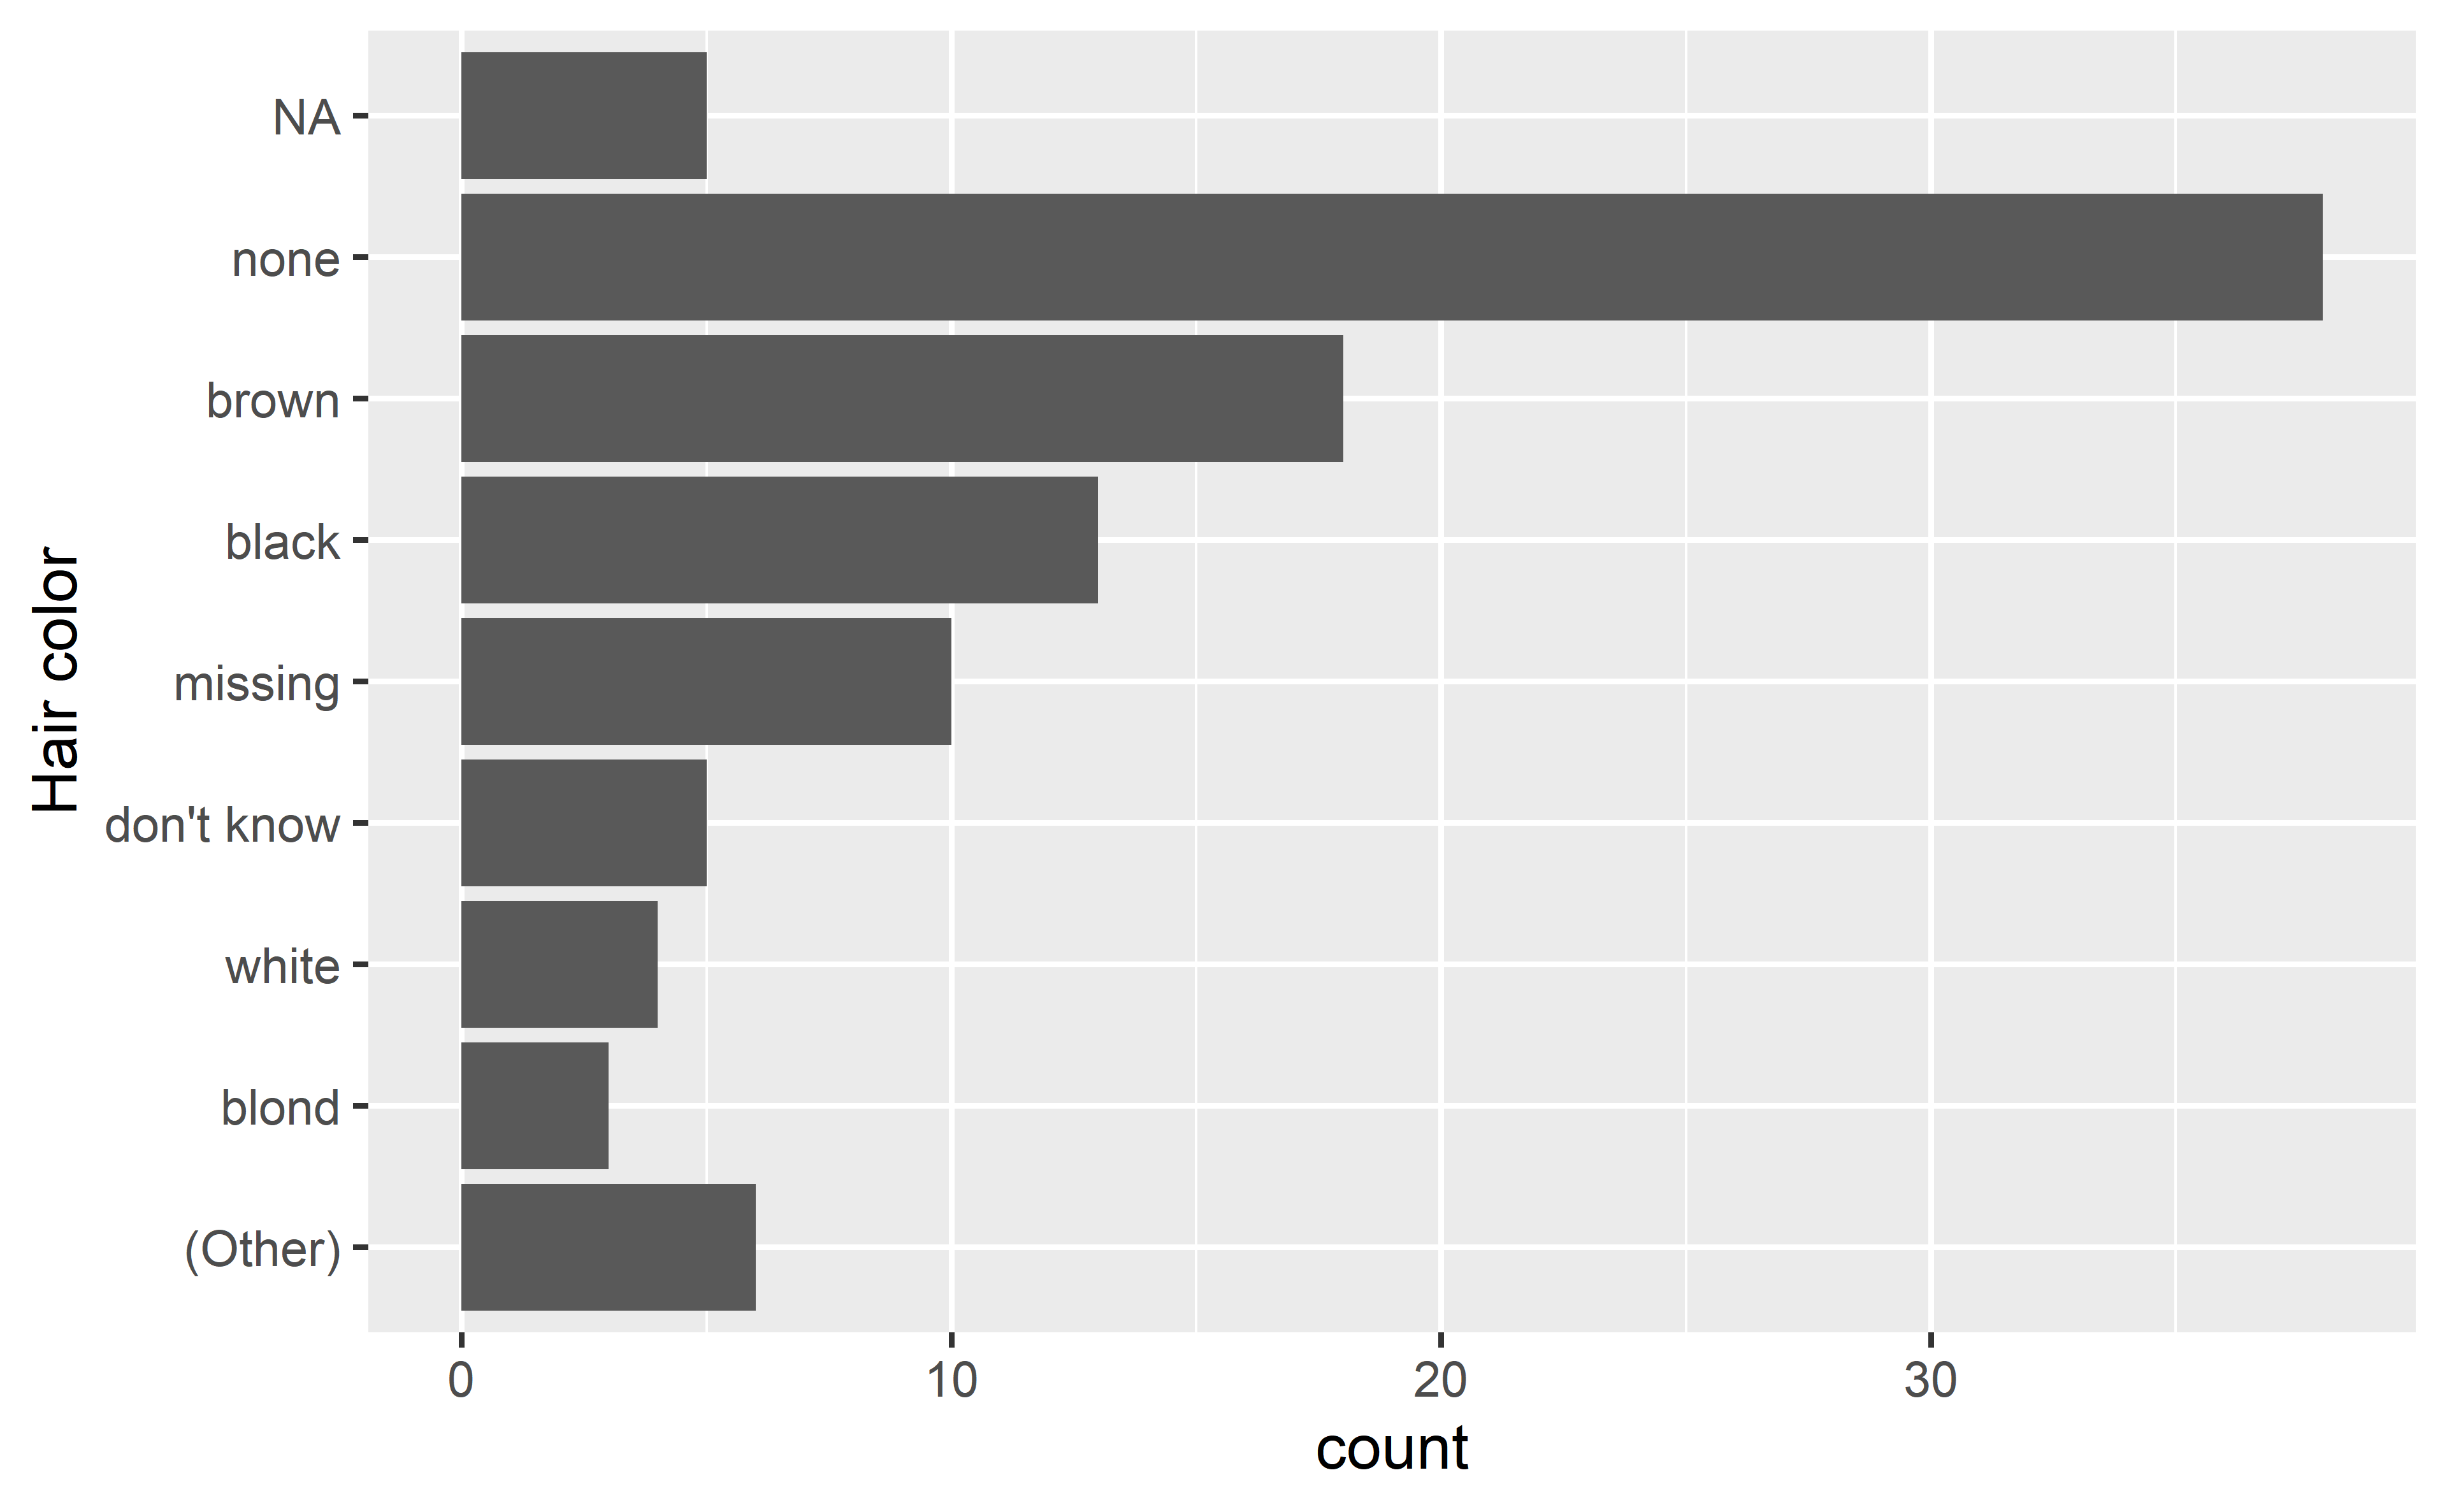 Hair color
NA
none
brown
black
missing
don't know
white
blond
(Other)
0 10 20 30
count